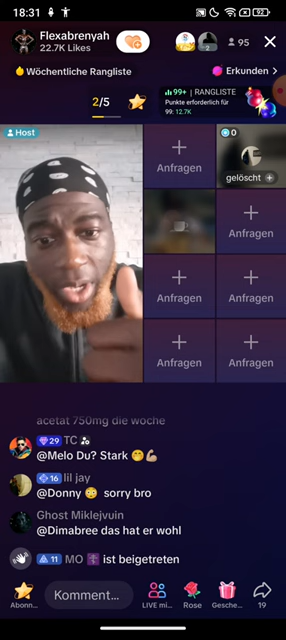 18:31
92
Flexabrenyah
22.7K Likes
2
95
Wöchentliche Rangliste
Erkunden >
2/5
99+ | RANGLISTE
Punkte erforderlich für
99: 12.7K
Host
Anfragen
0
gelöscht +
Anfragen
Anfragen
Anfragen
Anfragen
Anfragen
acetat 750mg die woche
29 TC
@Melo Du? Stark 🤭💪🏽
16 lil jay
@Donny 😳 sorry bro
Ghost Miklejvuin
@Dimabree das hat er wohl
11 MO ☦️ ist beigetreten
Abonn...
Komment...
LIVE mi...
Rose
Gesche...
19